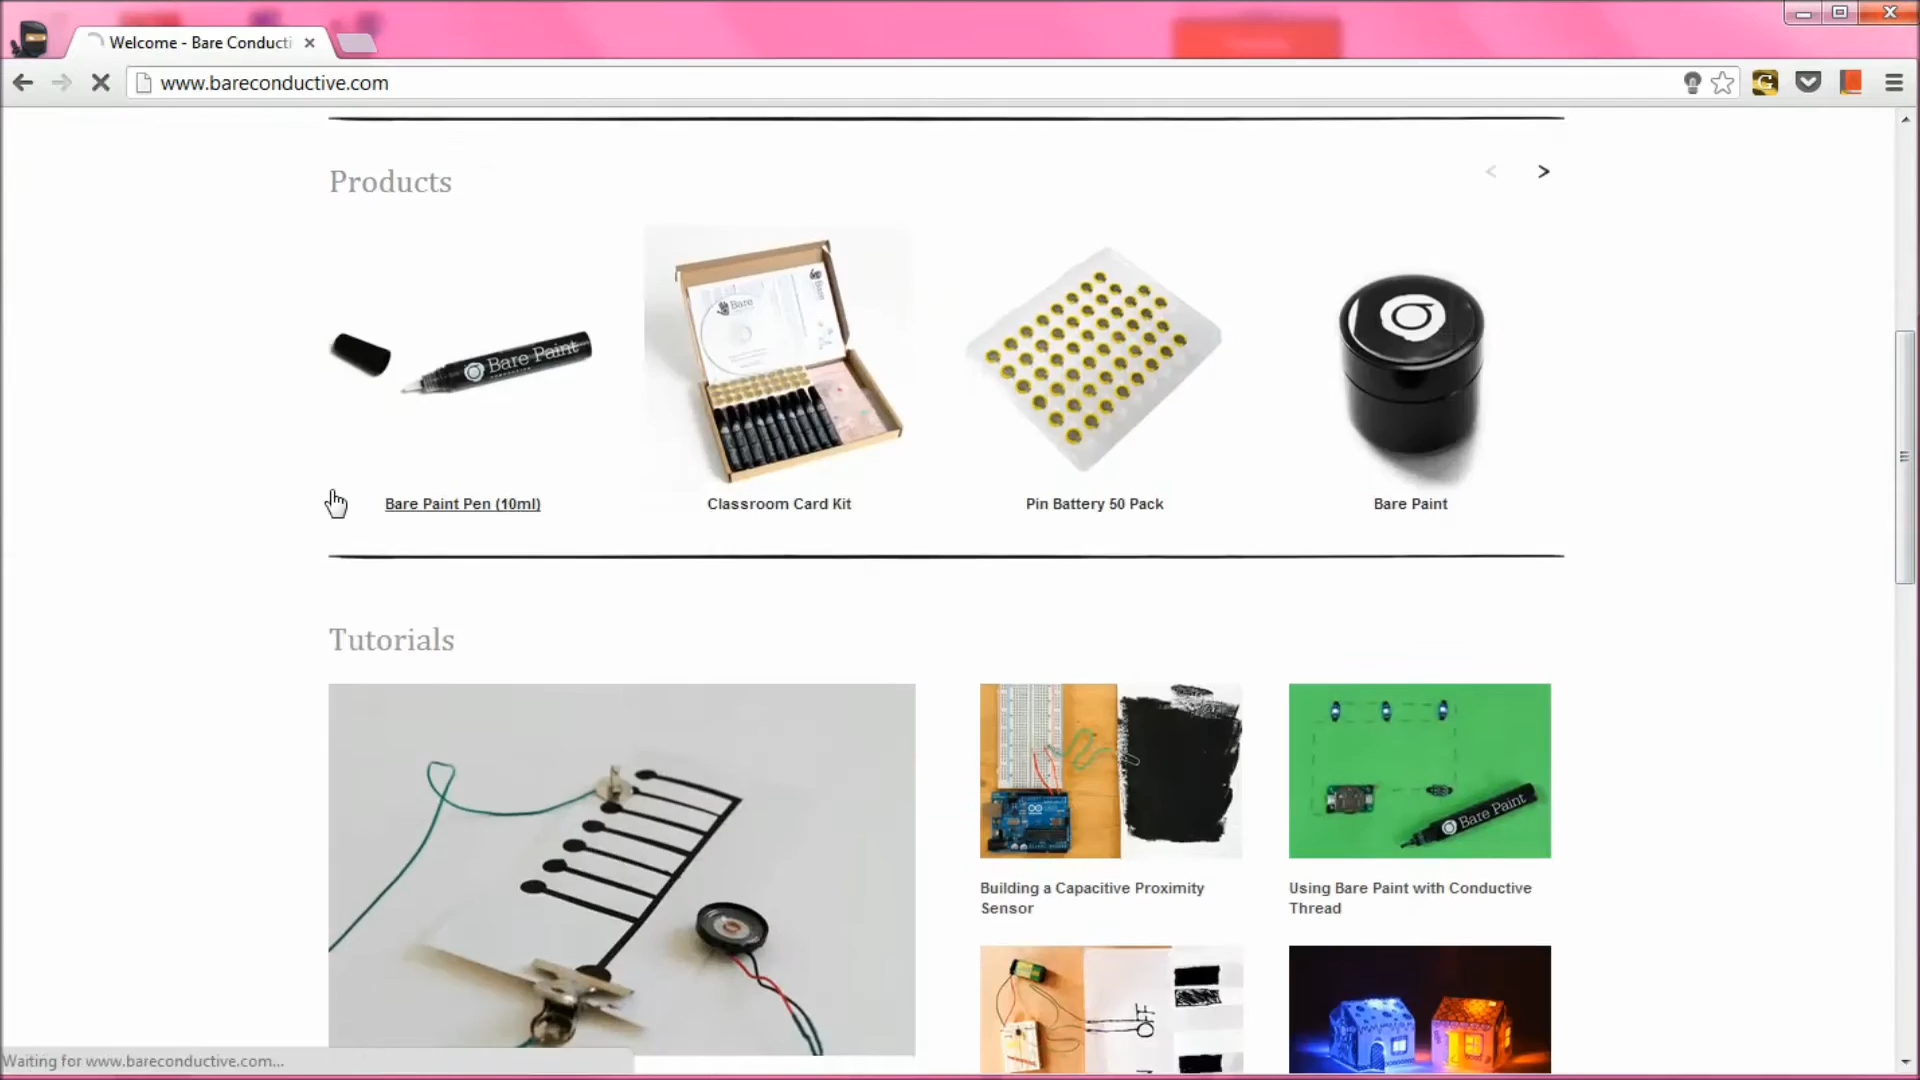 Welcome - Bare Conducti
www.bareconductive.com
Products
Bare Paint
Bare
Bare Paint Pen (10ml)
Classroom Card Kit
Pin Battery 50 Pack
Bare Paint
Tutorials
Bare Paint
Building a Capacitive Proximity
Sensor
Using Bare Paint with Conductive
Thread
OFF
Waiting for www.bareconductive.com...